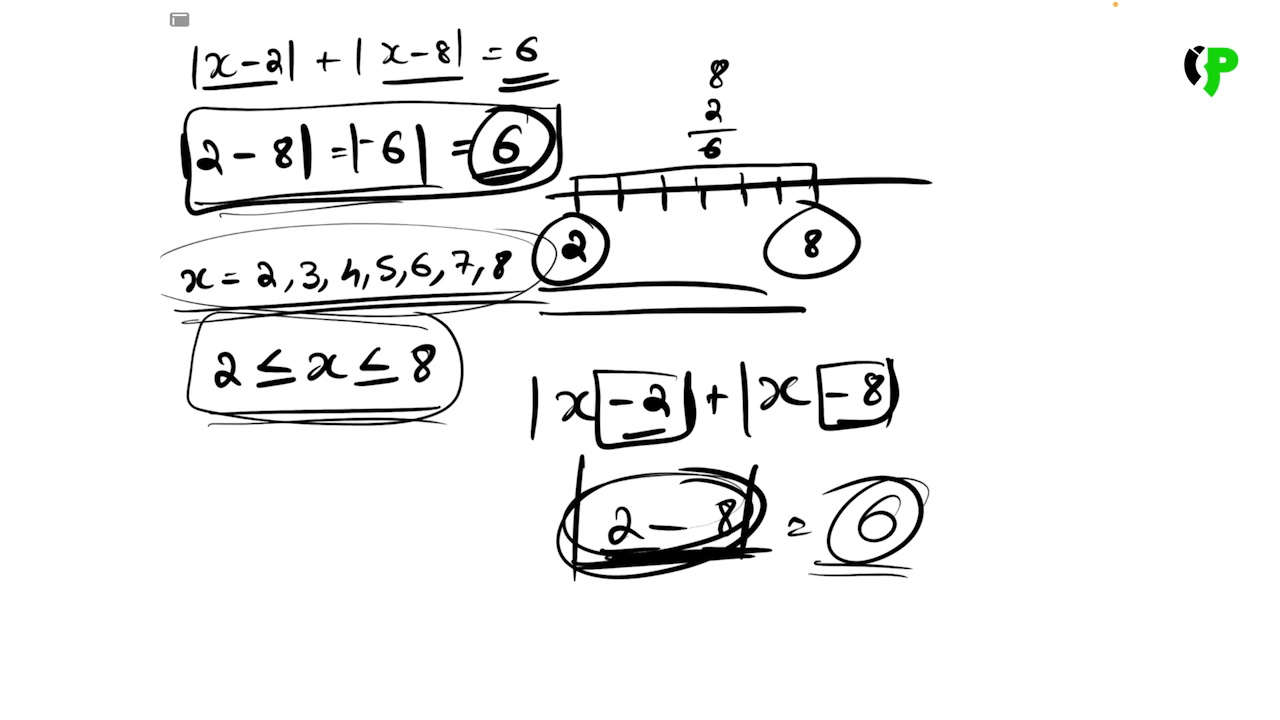 |x-2| + |x-8| = 6
|2-8| = |-6| = 6
8
2
6
2 8
x = 2, 3, 4, 5, 6, 7, 8
2 ≤ x ≤ 8
|x -2| + |x -8|
|2-8| = 6
P